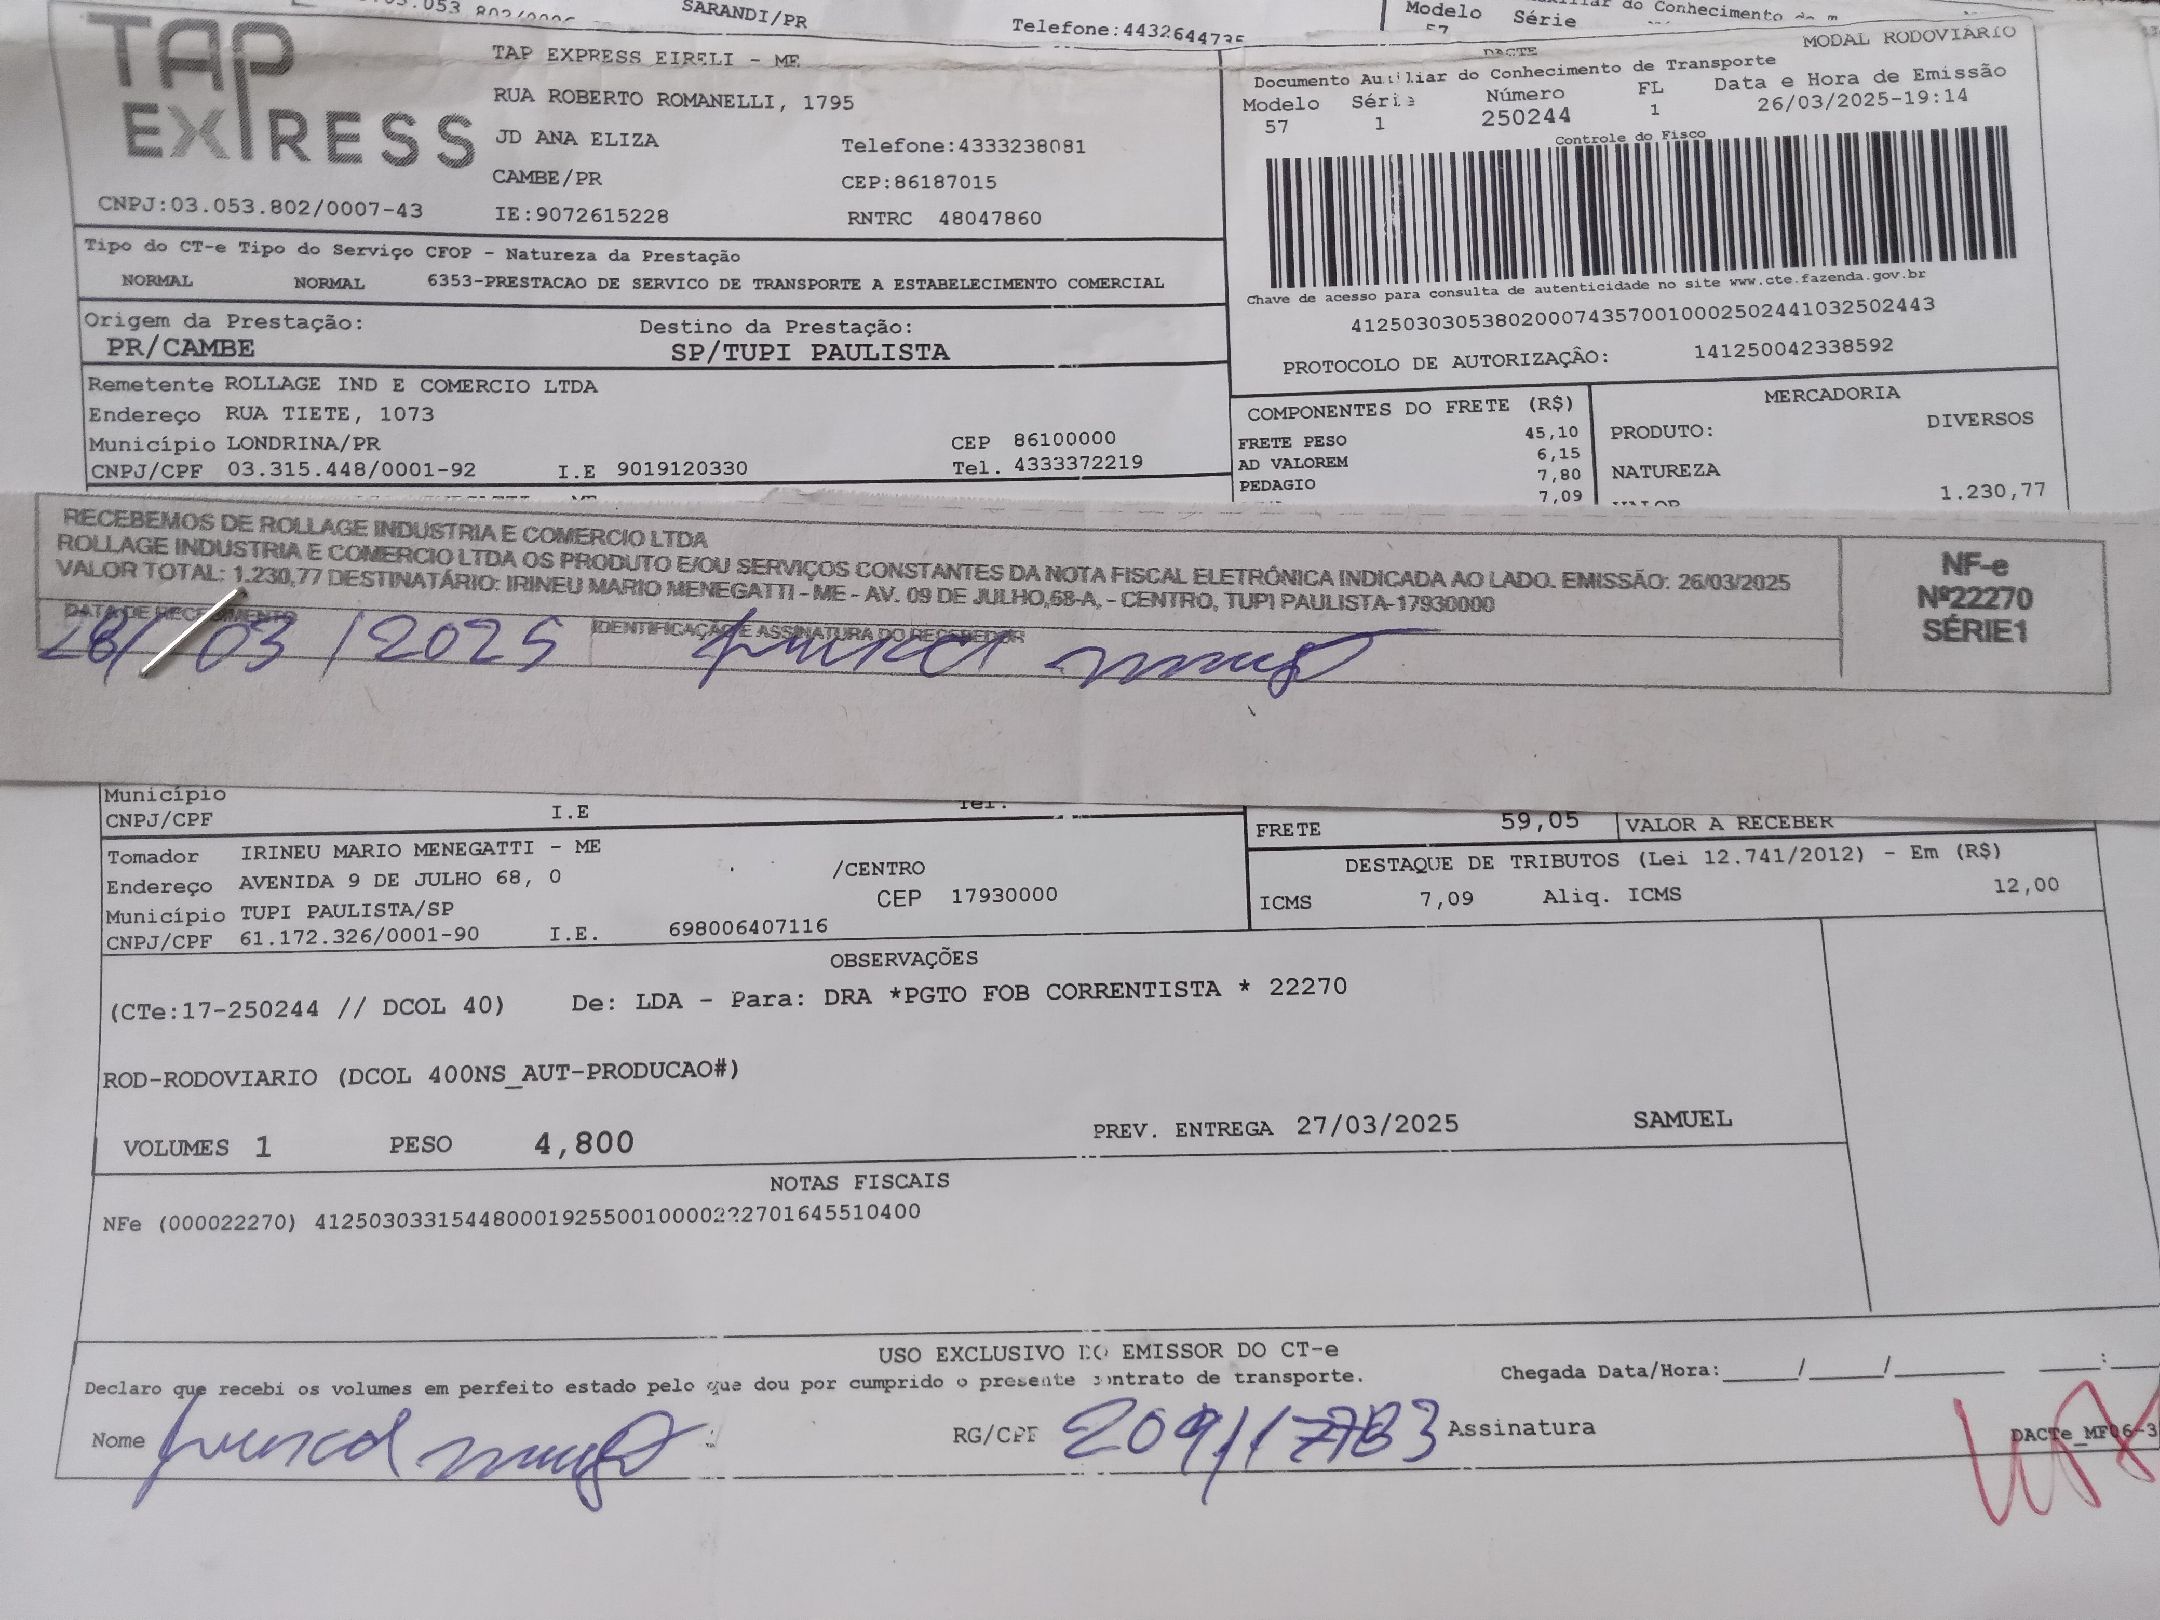 SARANDI/PR
Telefone:4432644735
Modelo Série
57
TAP EXPRESS
TAP EXPRESS EIRELI - ME
RUA ROBERTO ROMANELLI, 1795
JD ANA ELIZA Telefone:4333238081
CAMBE/PR CEP:86187015
CNPJ:03.053.802/0007-43 IE:9072615228 RNTRC 48047860
DACTE MODAL RODOVIARIO
Documento Auxiliar do Conhecimento de Transporte
Modelo Série Número FL Data e Hora de Emissão
57 1 250244 1 26/03/2025-19:14
Controle do Fisco
Chave de acesso para consulta de autenticidade no site www.cte.fazenda.gov.br
41250303053802000743570010002502441032502443
PROTOCOLO DE AUTORIZAÇÃO: 141250042338592
Tipo do CT-e Tipo do Serviço CFOP - Natureza da Prestação
NORMAL NORMAL 6353-PRESTACAO DE SERVICO DE TRANSPORTE A ESTABELECIMENTO COMERCIAL
Origem da Prestação: Destino da Prestação:
PR/CAMBE SP/TUPI PAULISTA
Remetente ROLLAGE IND E COMERCIO LTDA
Endereço RUA TIETE, 1073
Município LONDRINA/PR CEP 86100000
CNPJ/CPF 03.315.448/0001-92 I.E 9019120330 Tel. 4333372219
COMPONENTES DO FRETE (R$)
FRETE PESO 45,10
AD VALOREM 6,15
PEDAGIO 7,80
7,09
MERCADORIA
PRODUTO: DIVERSOS
NATUREZA
VALOR 1.230,77
RECEBEMOS DE ROLLAGE INDUSTRIA E COMERCIO LTDA
ROLLAGE INDUSTRIA E COMERCIO LTDA OS PRODUTO E/OU SERVIÇOS CONSTANTES DA NOTA FISCAL ELETRÔNICA INDICADA AO LADO. EMISSÃO: 26/03/2025
VALOR TOTAL: 1.230,77 DESTINATÁRIO: IRINEU MARIO MENEGATTI - ME - AV. 09 DE JULHO,68-A, - CENTRO, TUPI PAULISTA-17930000
DATA DE RECEBIMENTO IDENTIFICAÇÃO E ASSINATURA DO RECEBEDOR
28/03/2025
NF-e
Nº22270
SÉRIE1
Município Tel.
CNPJ/CPF I.E
Tomador IRINEU MARIO MENEGATTI - ME
Endereço AVENIDA 9 DE JULHO 68, 0 /CENTRO
Município TUPI PAULISTA/SP CEP 17930000
CNPJ/CPF 61.172.326/0001-90 I.E. 698006407116
FRETE 59,05 VALOR A RECEBER
DESTAQUE DE TRIBUTOS (Lei 12.741/2012) - Em (R$)
ICMS 7,09 Aliq. ICMS 12,00
OBSERVAÇÕES
(CTe:17-250244 // DCOL 40) De: LDA - Para: DRA *PGTO FOB CORRENTISTA * 22270
ROD-RODOVIARIO (DCOL 400NS_AUT-PRODUCAO#)
VOLUMES 1 PESO 4,800 PREV. ENTREGA 27/03/2025 SAMUEL
NOTAS FISCAIS
NFe (000022270) 41250303315448000192550010000222701645510400
USO EXCLUSIVO DO EMISSOR DO CT-e
Declaro que recebi os volumes em perfeito estado pelo que dou por cumprido o presente contrato de transporte. Chegada Data/Hora:_____/_____/_______ ___:___
Nome RG/CPF 209117783 Assinatura
DACTe_MF06-3